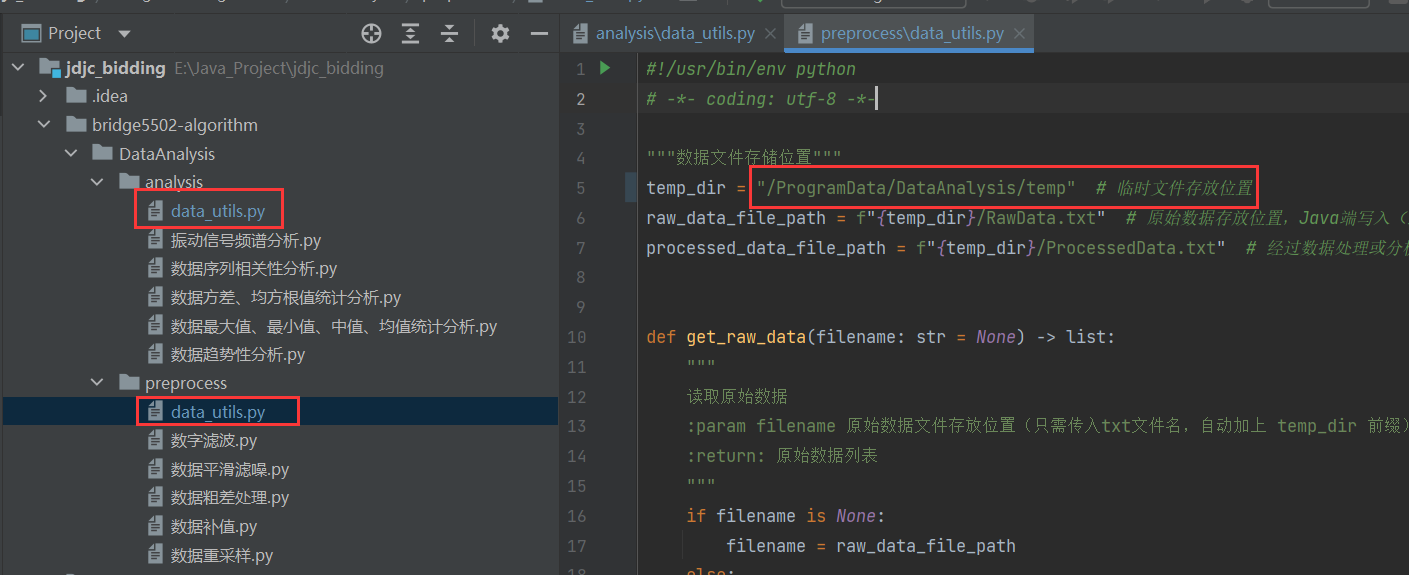 Project
jdjc_bidding E:\Java_Project\jdjc_bidding
.idea
bridge5502-algorithm
DataAnalysis
analysis
data_utils.py
振动信号频谱分析.py
数据序列相关性分析.py
数据方差、均方根值统计分析.py
数据最大值、最小值、中值、均值统计分析.py
数据趋势性分析.py
preprocess
data_utils.py
数字滤波.py
数据平滑滤噪.py
数据粗差处理.py
数据补值.py
数据重采样.py
analysis\data_utils.py
preprocess\data_utils.py
1 #!/usr/bin/env python
2 # -*- coding: utf-8 -*-
3
4 """数据文件存储位置"""
5 temp_dir = "/ProgramData/DataAnalysis/temp" # 临时文件存放位置
6 raw_data_file_path = f"{temp_dir}/RawData.txt" # 原始数据存放位置，Java端写入（
7 processed_data_file_path = f"{temp_dir}/ProcessedData.txt" # 经过数据处理或分析
8
9
10 def get_raw_data(filename: str = None) -> list:
11 """
12 读取原始数据
13 :param filename 原始数据文件存放位置（只需传入txt文件名，自动加上 temp_dir 前缀）
14 :return: 原始数据列表
15 """
16 if filename is None:
17 filename = raw_data_file_path
18 else: